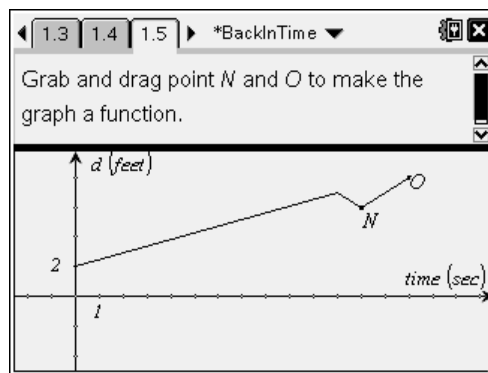 1.3 1.4 1.5 *BackInTime
Grab and drag point N and O to make the
graph a function.
d (feet)
O
N
2
time (sec)
1